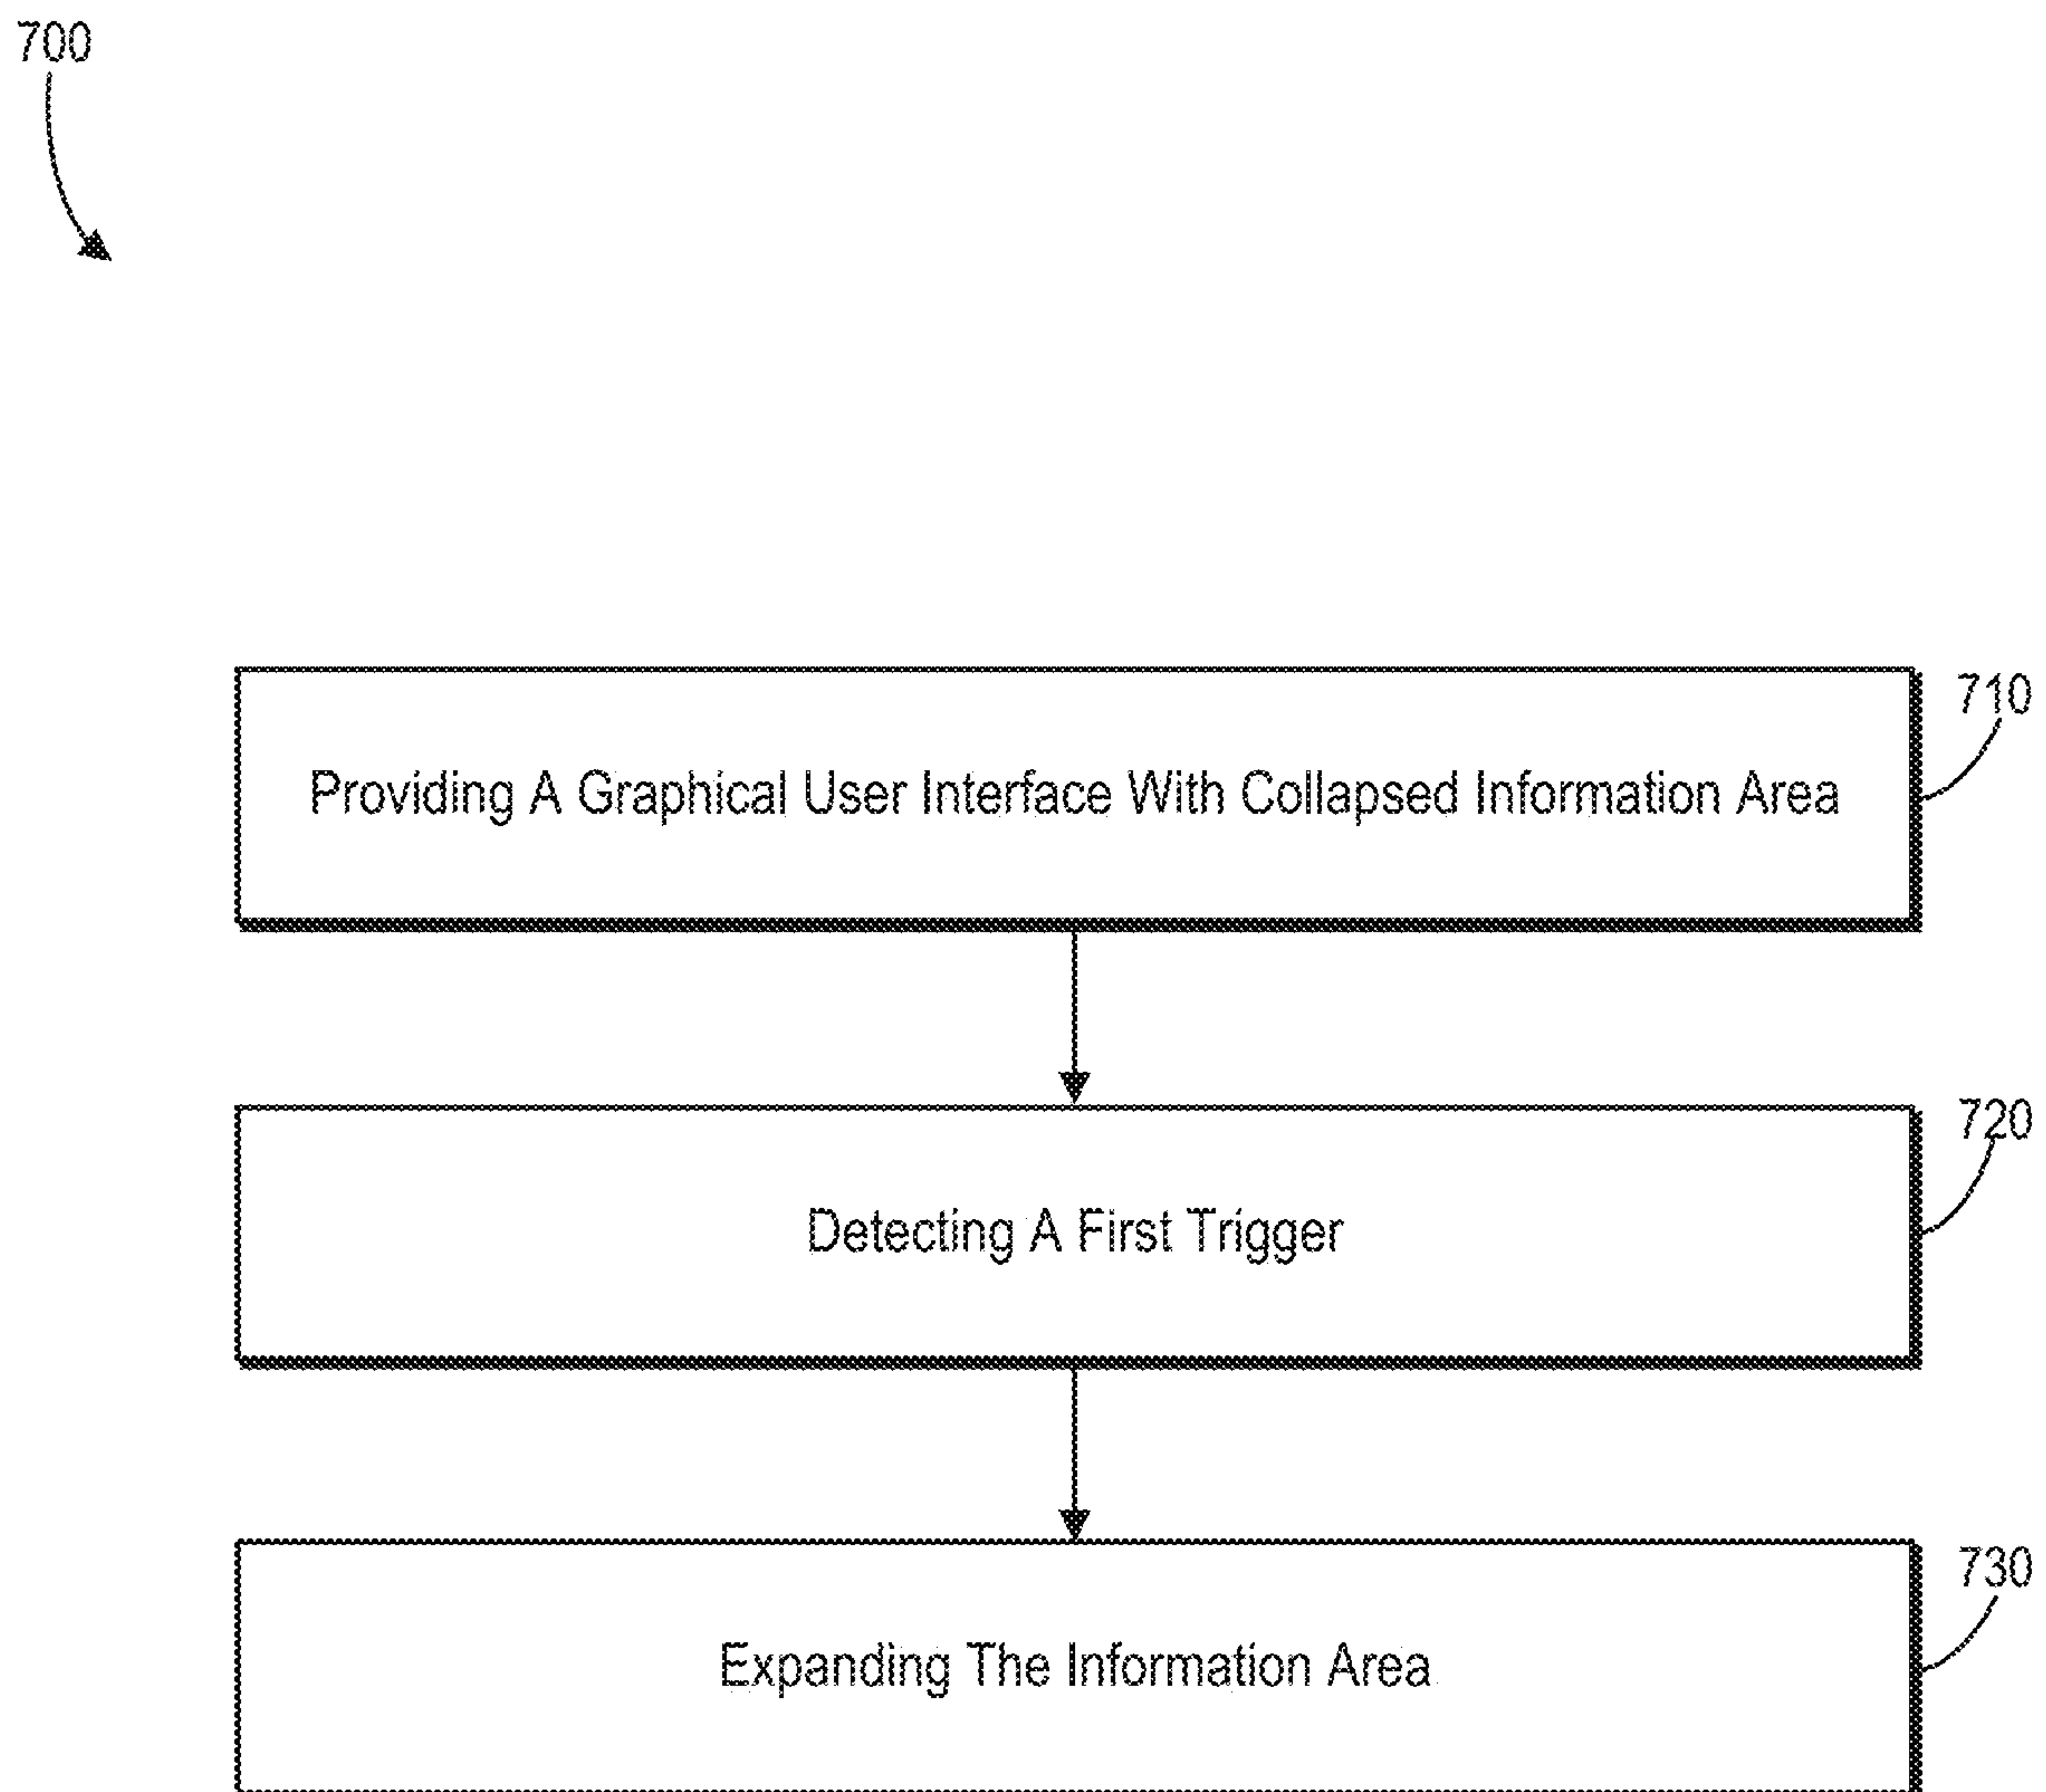 700
710
Providing A Graphical User Interface With Collapsed Information Area
720
Detecting A First Trigger
730
Expanding The Information Area